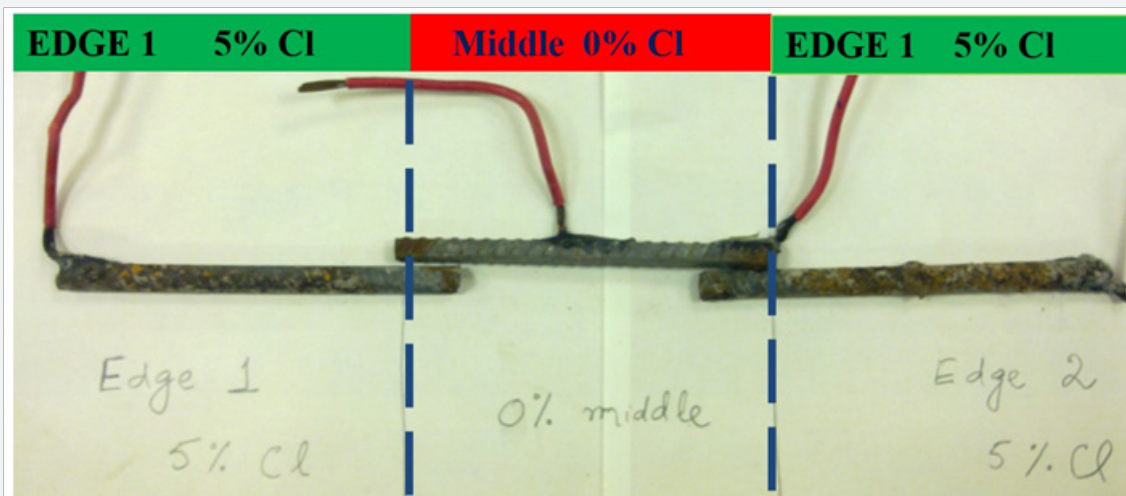 EDGE 1 5% Cl
Middle 0% Cl
EDGE 1 5% Cl
Edge 1
5% Cl
0% middle
Edge 2
5% Cl